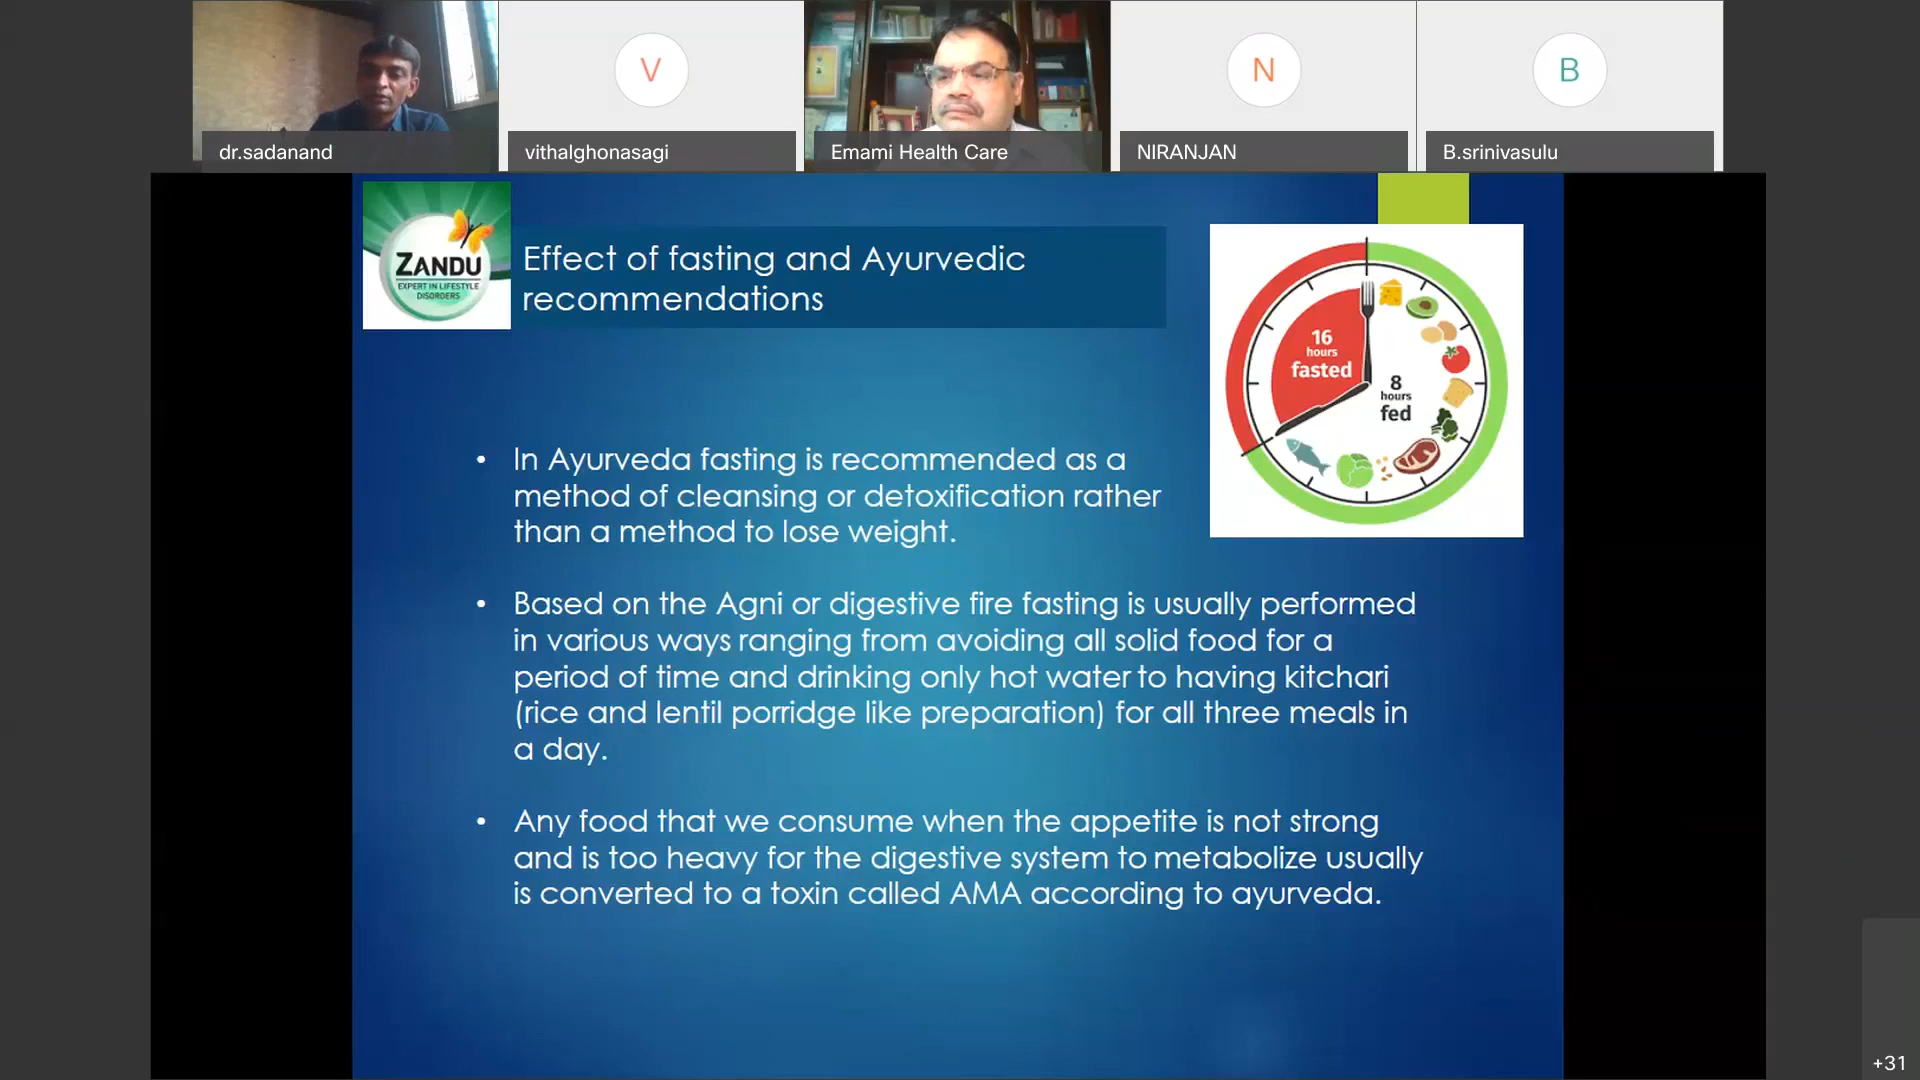 V
N
B
dr.sadanand
vithalghonasagi
Emami Health Care
NIRANJAN
B.srinivasulu
ZANDU
EXPERT IN LIFESTYLE
DISORDERS
Effect of fasting and Ayurvedic
recommendations
16
hours
fasted
8
hours
fed
• In Ayurveda fasting is recommended as a
method of cleansing or detoxification rather
than a method to lose weight.
• Based on the Agni or digestive fire fasting is usually performed
in various ways ranging from avoiding all solid food for a
period of time and drinking only hot water to having kitchari
(rice and lentil porridge like preparation) for all three meals in
a day.
• Any food that we consume when the appetite is not strong
and is too heavy for the digestive system to metabolize usually
is converted to a toxin called AMA according to ayurveda.
+31